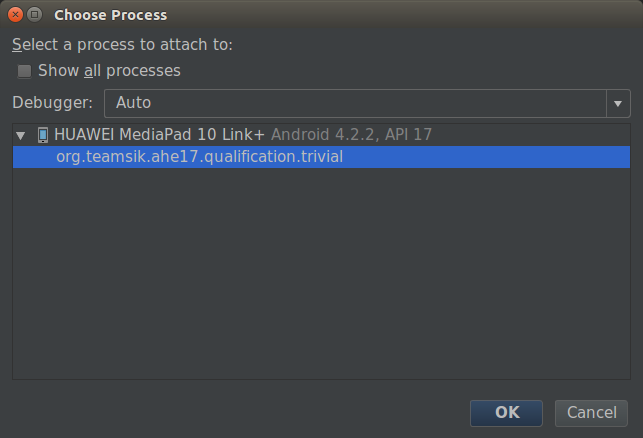 Choose Process
Select a process to attach to:
Show all processes
Debugger: Auto
HUAWEI MediaPad 10 Link+ Android 4.2.2, API 17
org.teamsik.ahe17.qualification.trivial
OK Cancel